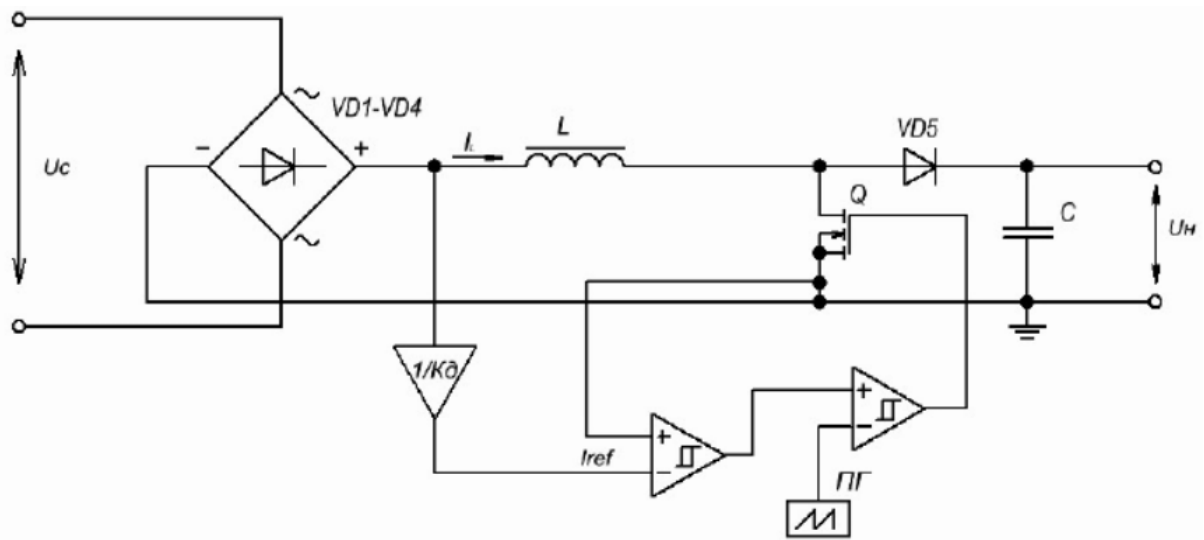 ~
VD1-VD4
Uc
−
+
I
L
VD5
Q
C
Uн
~
1/Kд
+
−
Iref
+
−
ПГ